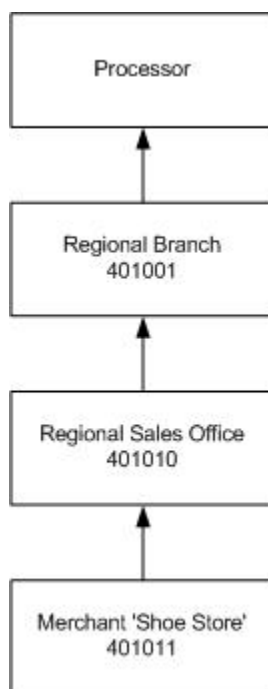 Processor
Regional Branch
401001
Regional Sales Office
401010
Merchant 'Shoe Store'
401011